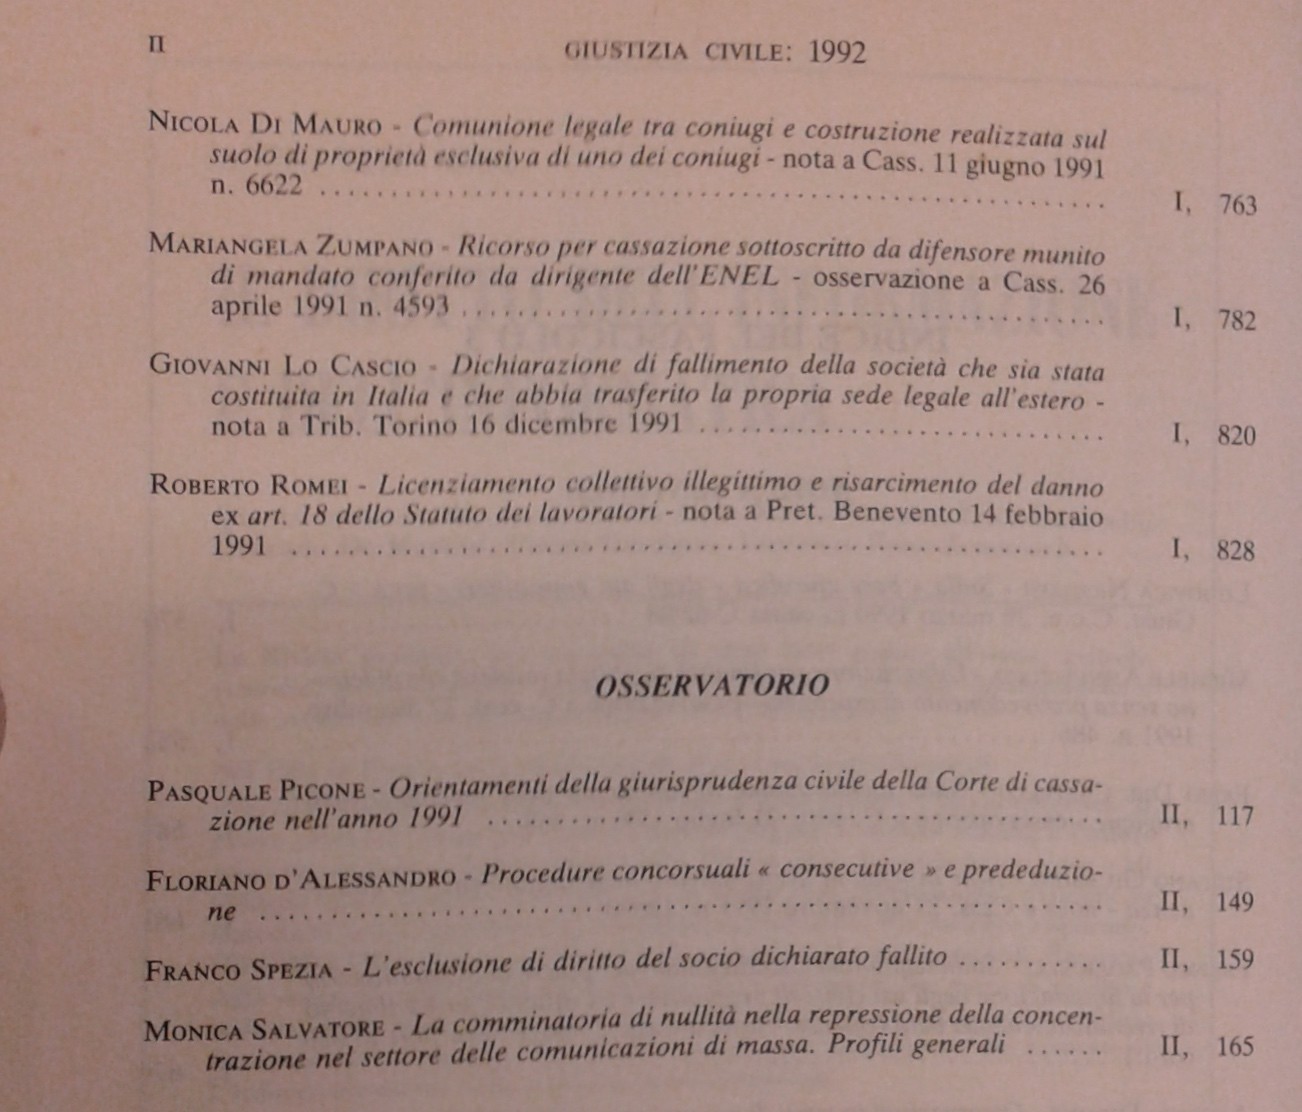 II
GIUSTIZIA CIVILE: 1992
NICOLA DI MAURO - Comunione legale tra coniugi e costruzione realizzata sul
suolo di proprietà esclusiva di uno dei coniugi - nota a Cass. 11 giugno 1991
n. 6622 ........................................................ I, 763
MARIANGELA ZUMPANO - Ricorso per cassazione sottoscritto da difensore munito
di mandato conferito da dirigente dell'ENEL - osservazione a Cass. 26
aprile 1991 n. 4593 .............................................. I, 782
GIOVANNI LO CASCIO - Dichiarazione di fallimento della società che sia stata
costituita in Italia e che abbia trasferito la propria sede legale all'estero -
nota a Trib. Torino 16 dicembre 1991 ............................. I, 820
ROBERTO ROMEI - Licenziamento collettivo illegittimo e risarcimento del danno
ex art. 18 dello Statuto dei lavoratori - nota a Pret. Benevento 14 febbraio
1991 .......................................................... I, 828
OSSERVATORIO
PASQUALE PICONE - Orientamenti della giurisprudenza civile della Corte di cassa-
zione nell'anno 1991 ............................................ II, 117
FLORIANO D'ALESSANDRO - Procedure concorsuali « consecutive » e prededuzio-
ne ............................................................ II, 149
FRANCO SPEZIA - L'esclusione di diritto del socio dichiarato fallito ........... II, 159
MONICA SALVATORE - La comminatoria di nullità nella repressione della concen-
trazione nel settore delle comunicazioni di massa. Profili generali ...... II, 165